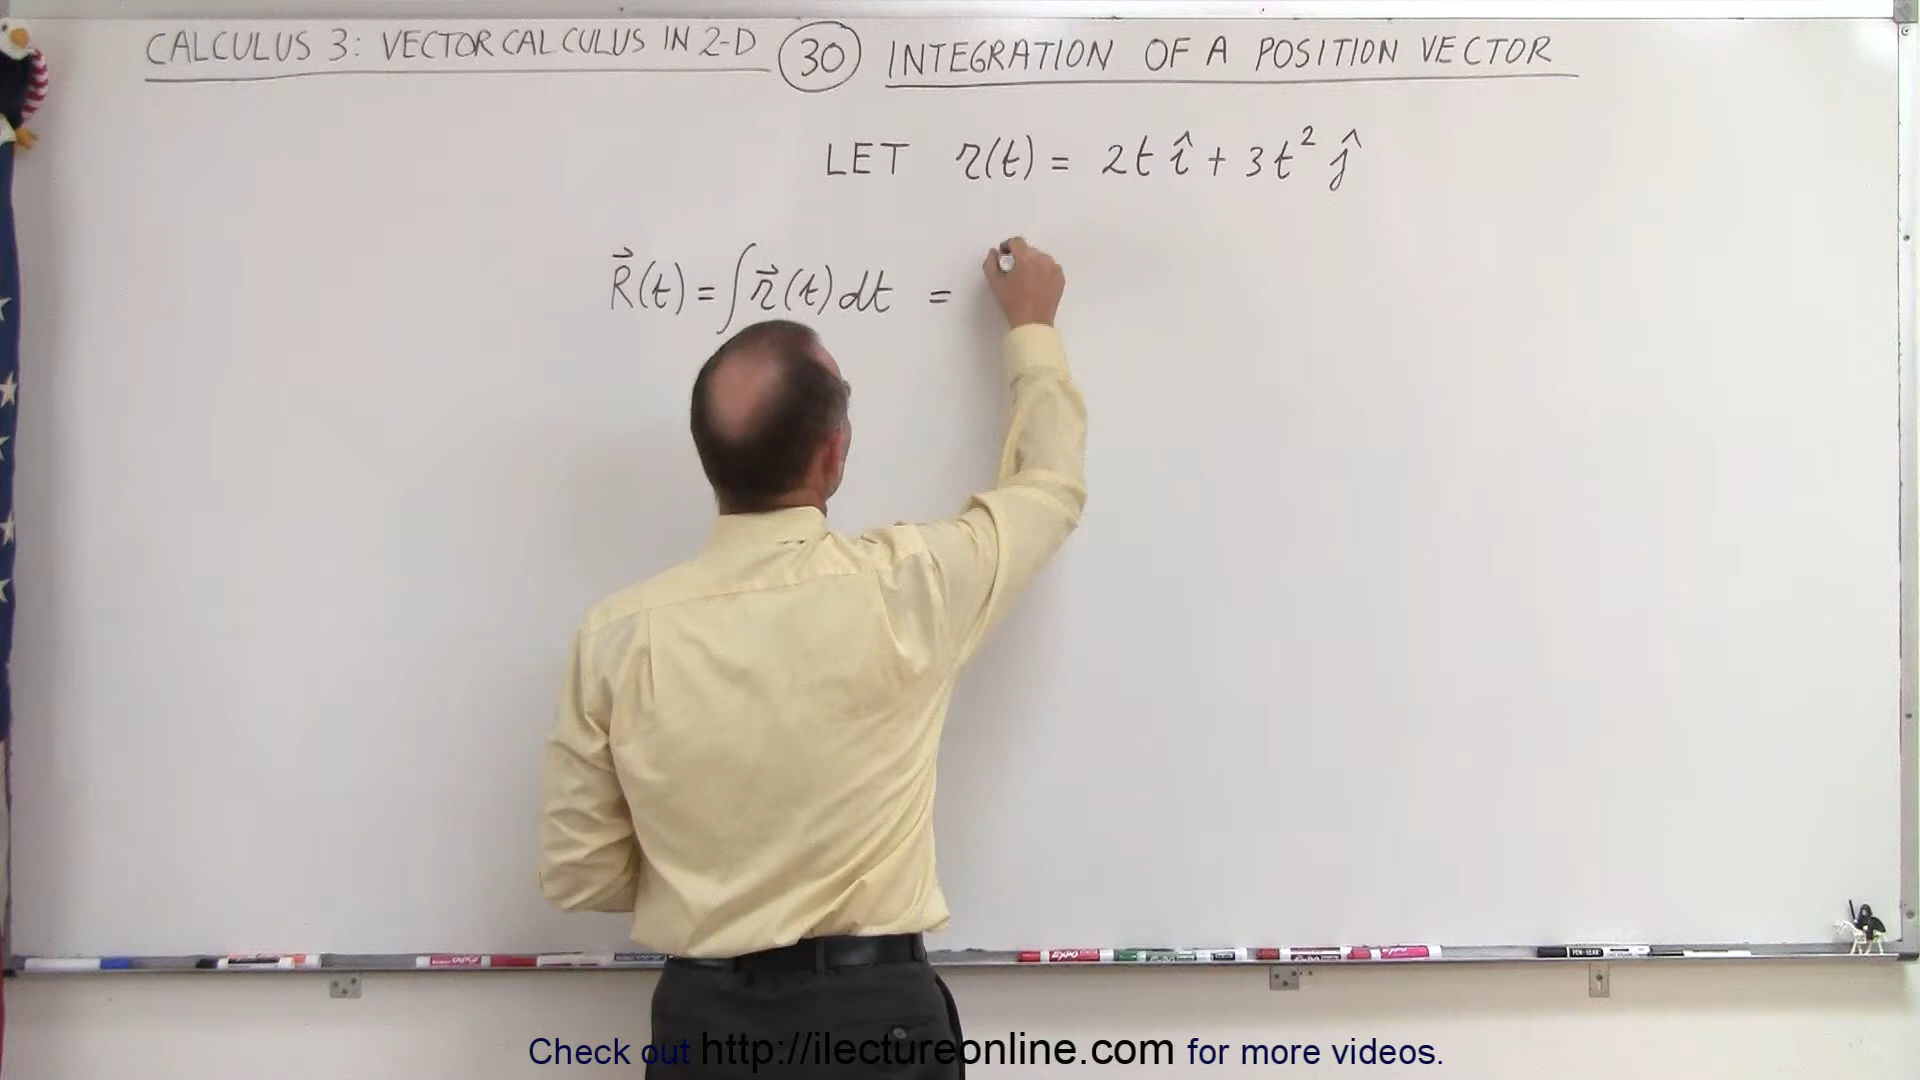 CALCULUS 3: VECTOR CALCULUS IN 2-D 30 INTEGRATION OF A POSITION VECTOR
LET r(t) = 2t î + 3t² ĵ
R⃗(t) = ∫ r⃗(t) dt =
Check out http://ilectureonline.com for more videos.